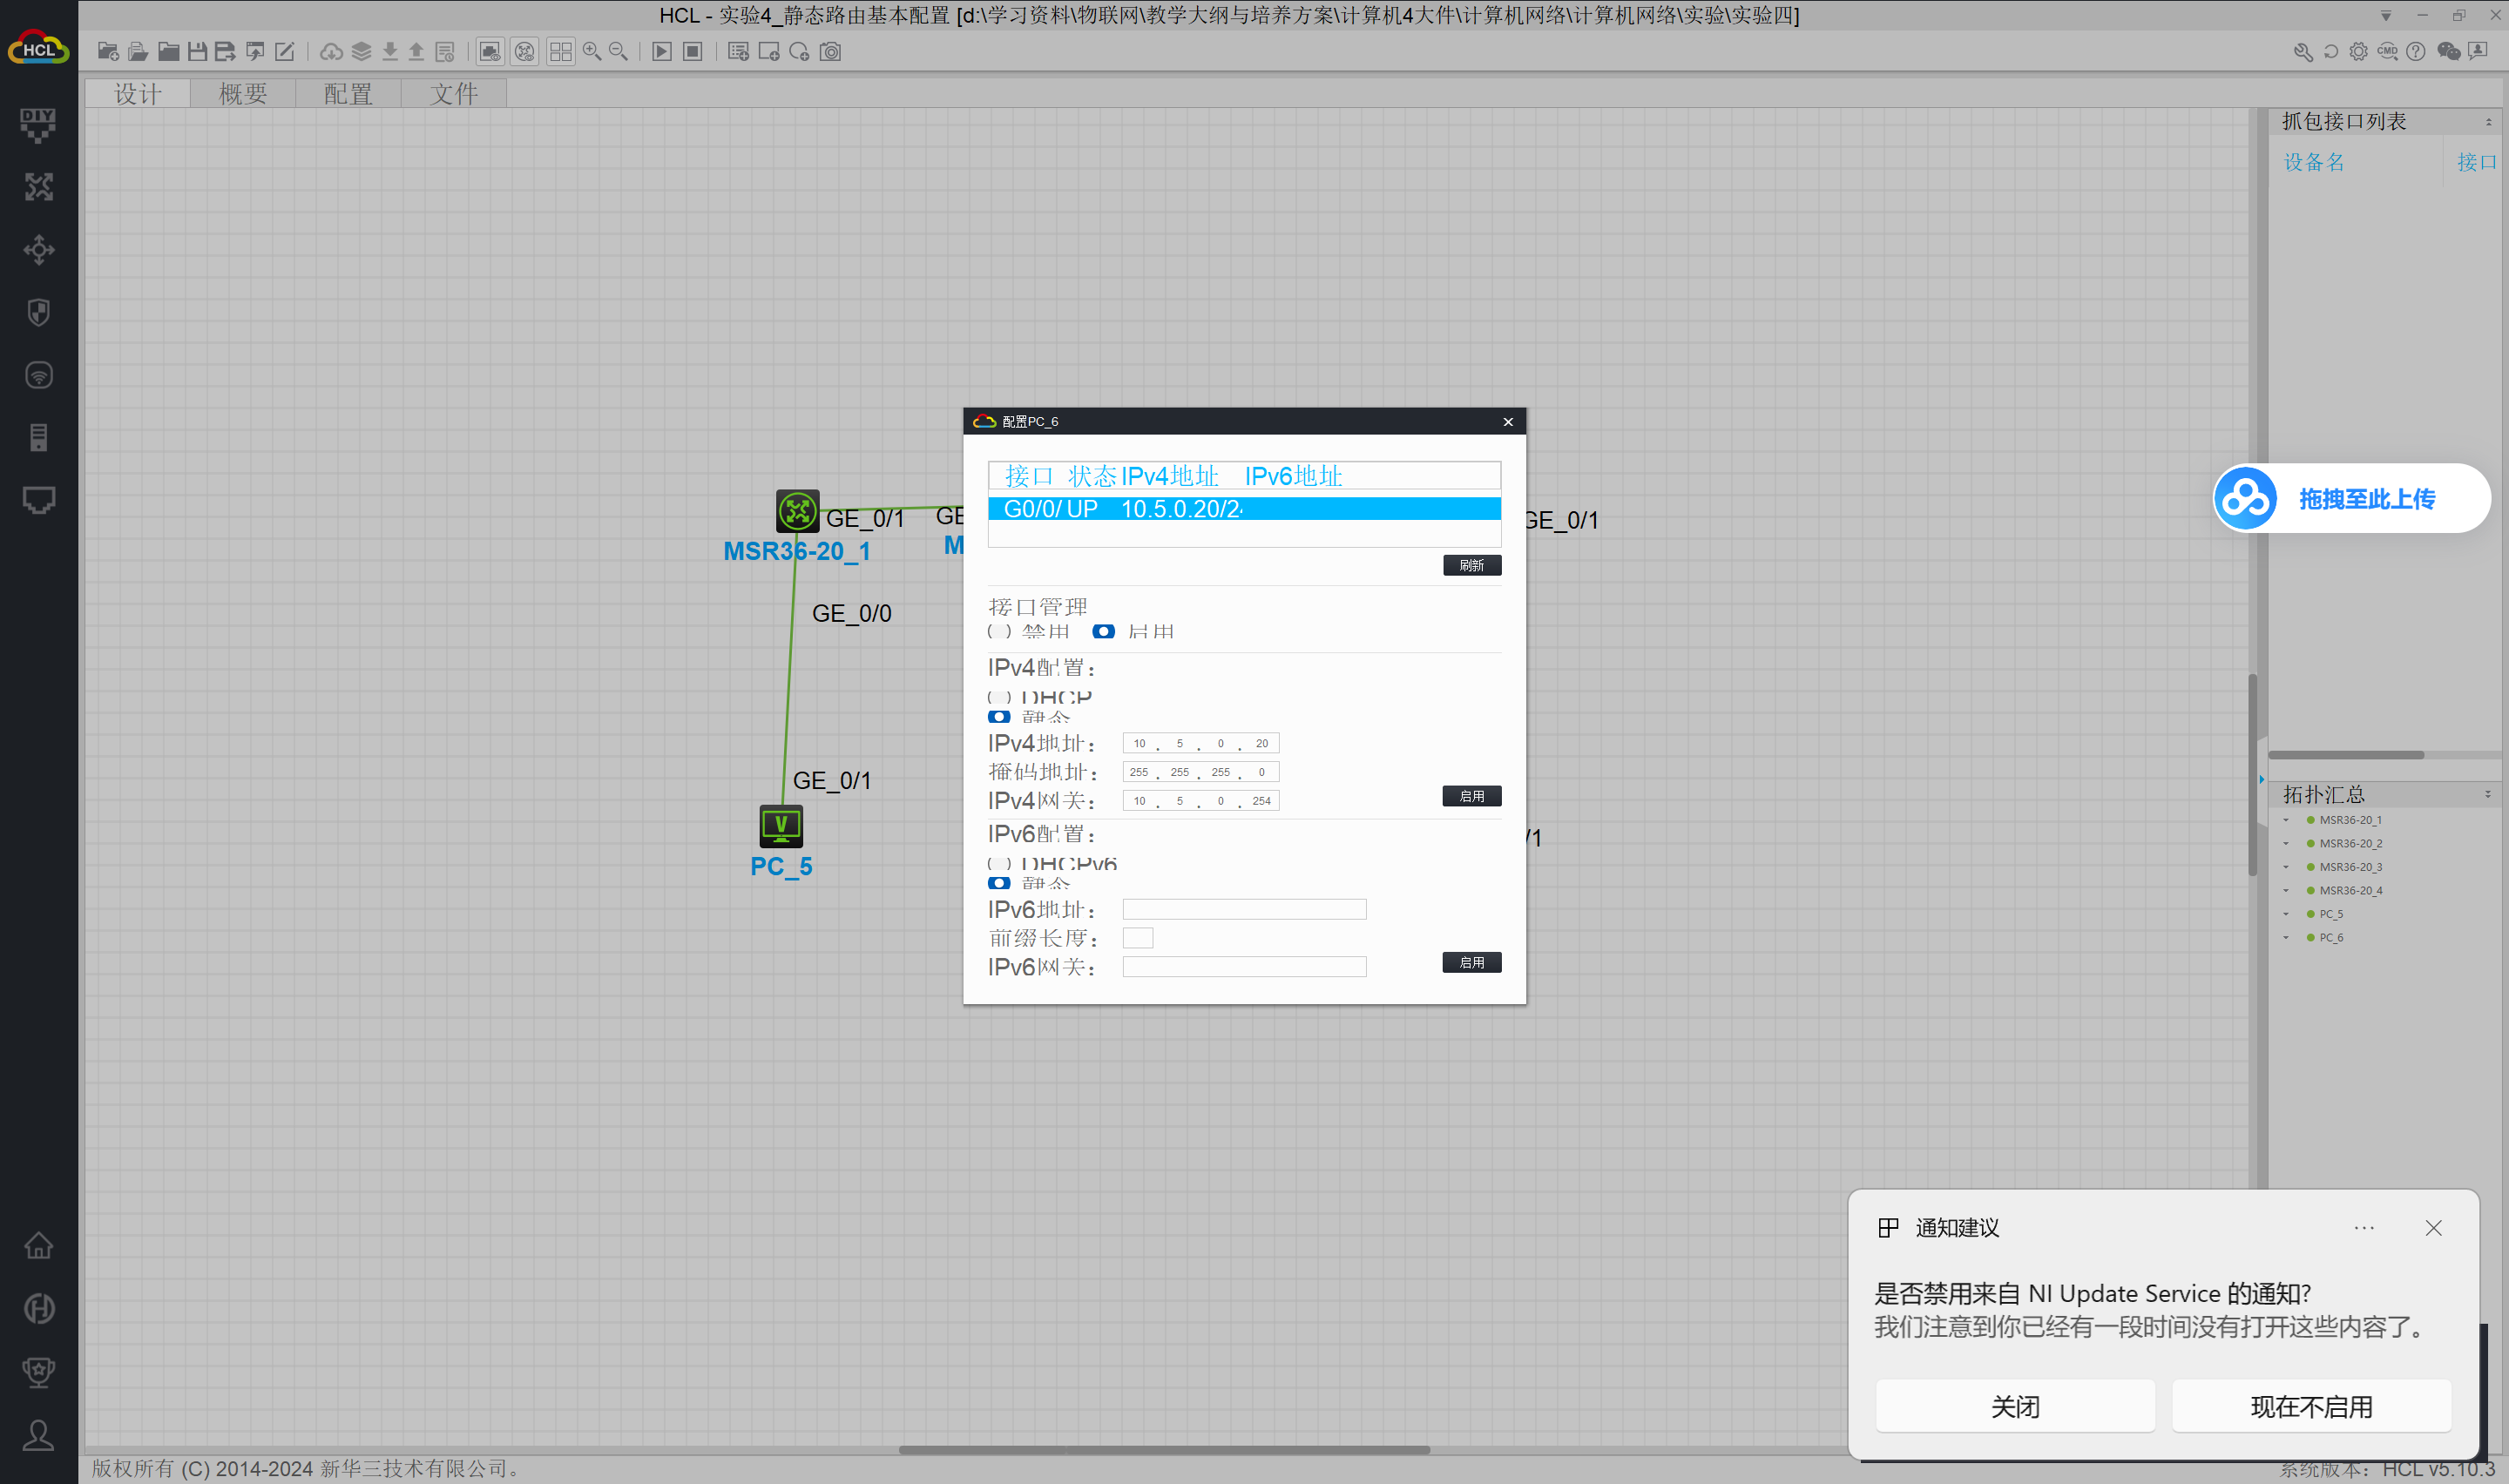 HCL - 实验4_静态路由基本配置 [d:\学习资料\物联网\教学大纲与培养方案\计算机4大件\计算机网络\计算机网络\实验\实验四]
HCL
CMD
设计 概要 配置 文件
DIY
抓包接口列表
设备名 接口
GE_0/1
GE
MSR36-20_1
M
GE_0/0
GE_0/1
V
PC_5
GE_0/1
/1
配置PC_6
接口 状态 IPv4地址 IPv6地址
G0/0/ UP 10.5.0.20/24
刷新
接口管理
禁用 启用
IPv4配置：
DHCP
静态
IPv4地址： 10 . 5 . 0 . 20
掩码地址： 255 . 255 . 255 . 0
IPv4网关： 10 . 5 . 0 . 254
启用
IPv6配置：
DHCPv6
静态
IPv6地址：
前缀长度：
IPv6网关：
启用
拖拽至此上传
拓扑汇总
MSR36-20_1
MSR36-20_2
MSR36-20_3
MSR36-20_4
PC_5
PC_6
通知建议
是否禁用来自 NI Update Service 的通知?
我们注意到你已经有一段时间没有打开这些内容了。
关闭 现在不启用
版权所有 (C) 2014-2024 新华三技术有限公司。
系统版本：HCL v5.10.3